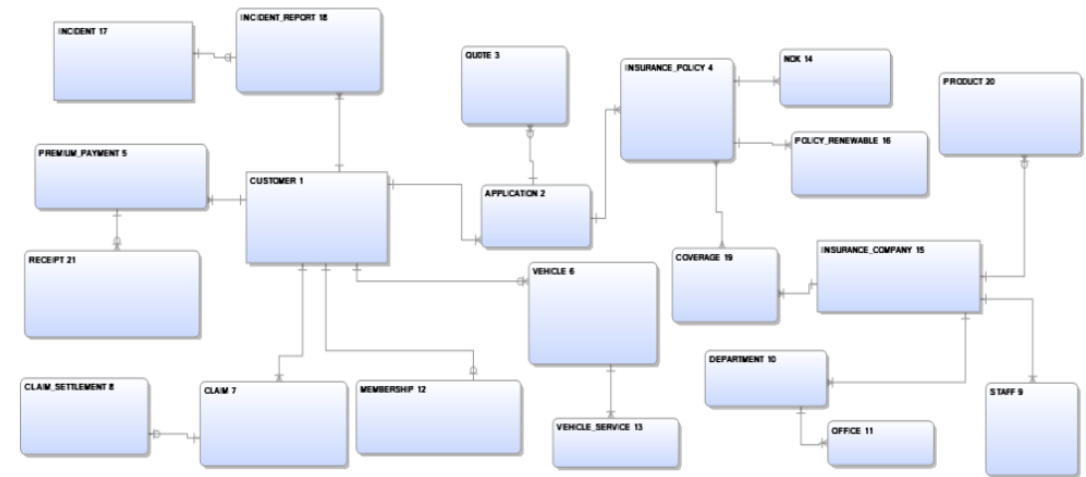 INCIDENT 17
INCIDENT_REPORT 18
QUOTE 3
INSURANCE_POLICY 4
NOK 14
PRODUCT 20
PREMIUM_PAYMENT 5
POLICY_RENEWABLE 16
CUSTOMER 1
APPLICATION 2
RECEIPT 21
VEHICLE 6
COVERAGE 19
INSURANCE_COMPANY 15
CLAIM_SETTLEMENT 8
CLAIM 7
MEMBERSHIP 12
DEPARTMENT 10
STAFF 9
VEHICLE_SERVICE 13
OFFICE 11